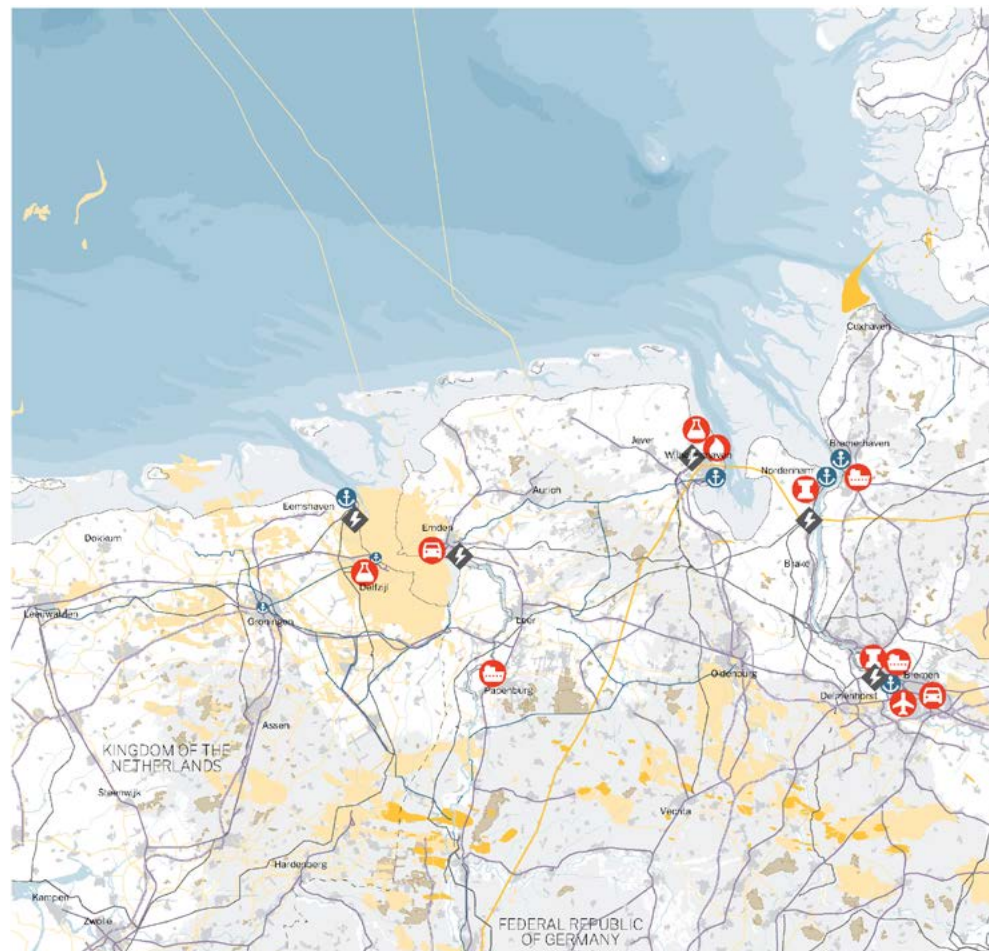 Cuxhaven
Jever
Bremerhaven
Nordenham
Aurich
Eemshaven
Emden
Dokkum
Brake
Delfzijl
Leeuwarden
Groningen
Leer
Oldenburg
Bremen
Papenburg
Delmenhorst
Assen
KINGDOM OF THE
NETHERLANDS
Steenwijk
Vechta
Hardenberg
Kampen
Zwolle
FEDERAL REPUBLIC
OF GERMANY